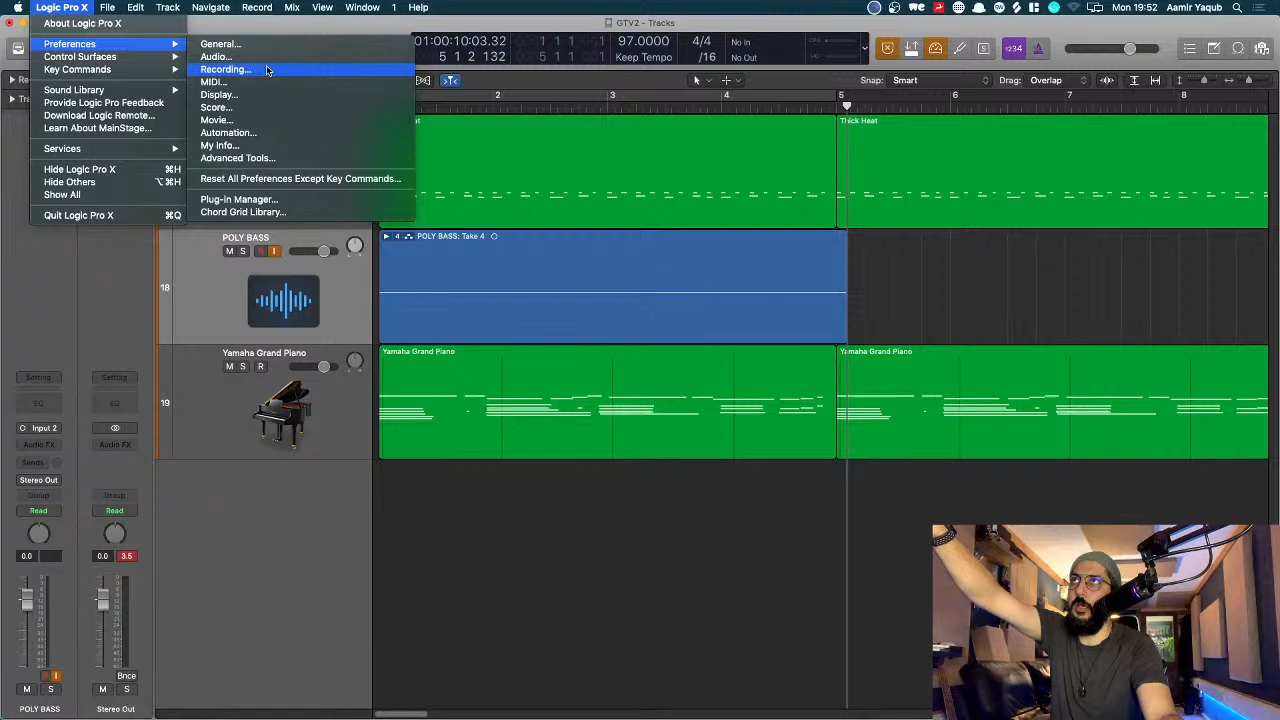 Logic Pro X File Edit Track Navigate Record Mix View Window 1 Help Mon 19:52 Aamir Yaqub
GTV2 - Tracks
About Logic Pro X
Preferences
Control Surfaces
Key Commands
Sound Library
Provide Logic Pro Feedback
Download Logic Remote...
Learn About MainStage...
Services
Hide Logic Pro X ⌘H
Hide Others ⌥⌘H
Show All
Quit Logic Pro X ⌘Q
General...
Audio...
Recording...
MIDI...
Display...
Score...
Movie...
Automation...
My Info...
Advanced Tools...
Reset All Preferences Except Key Commands...
Plug-in Manager...
Chord Grid Library...
01:00:10:03.32 97.0000 4/4 No In
5 1 2 132 Keep Tempo /16 No Out
1234
Snap: Smart Drag: Overlap
2 3 4 5 6 7 8
Thick Heat
POLY BASS
M S R I
18
4 POLY BASS: Take 4
Yamaha Grand Piano
M S R
19
Yamaha Grand Piano Yamaha Grand Piano
Setting Setting
EQ EQ
Input 2
Audio FX Audio FX
Sends
Stereo Out
Group Group
Read Read
0.0 0.0 3.5
I
Bnce
M S M S
POLY BASS Stereo Out